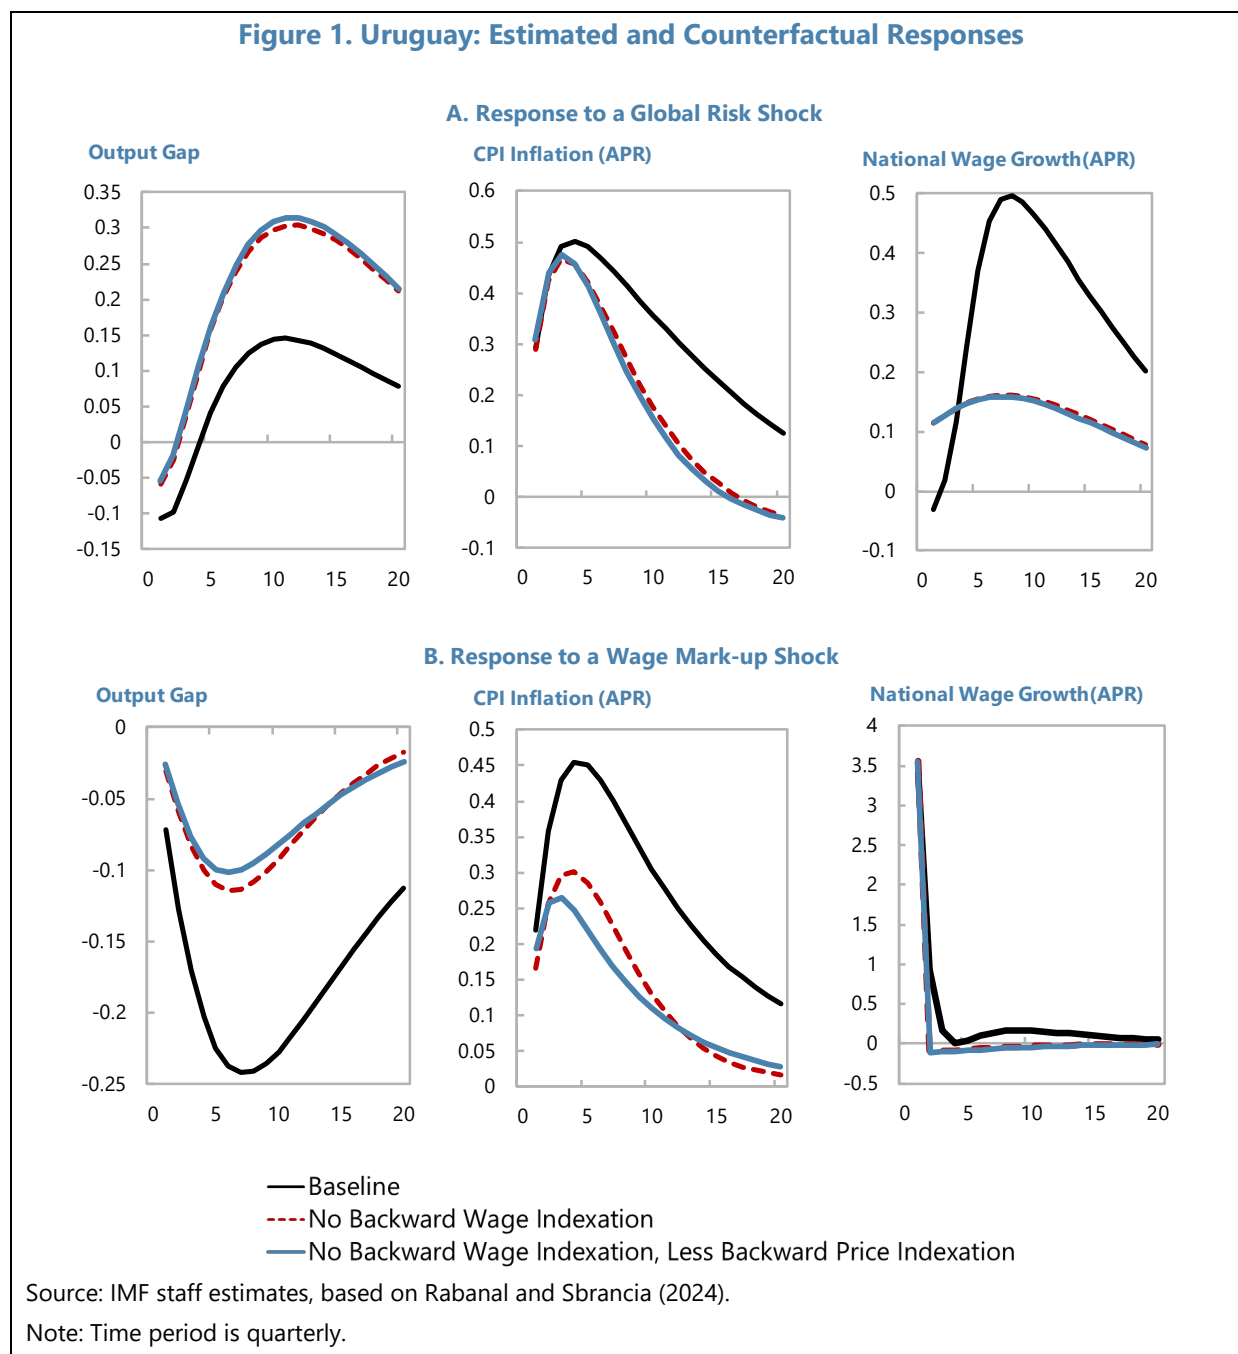 Figure 1. Uruguay: Estimated and Counterfactual Responses
A. Response to a Global Risk Shock
Output Gap
0.35
0.3
0.25
0.2
0.15
0.1
0.05
0
-0.05
-0.1
-0.15
0 5 10 15 20
CPI Inflation (APR)
0.6
0.5
0.4
0.3
0.2
0.1
0
-0.1
0 5 10 15 20
National Wage Growth(APR)
0.5
0.4
0.3
0.2
0.1
0
-0.1
0 5 10 15 20
B. Response to a Wage Mark-up Shock
Output Gap
0
-0.05
-0.1
-0.15
-0.2
-0.25
0 5 10 15 20
CPI Inflation (APR)
0.5
0.45
0.4
0.35
0.3
0.25
0.2
0.15
0.1
0.05
0
0 5 10 15 20
National Wage Growth(APR)
4
3.5
3
2.5
2
1.5
1
0.5
0
-0.5
0 5 10 15 20
Baseline
No Backward Wage Indexation
No Backward Wage Indexation, Less Backward Price Indexation
Source: IMF staff estimates, based on Rabanal and Sbrancia (2024).
Note: Time period is quarterly.